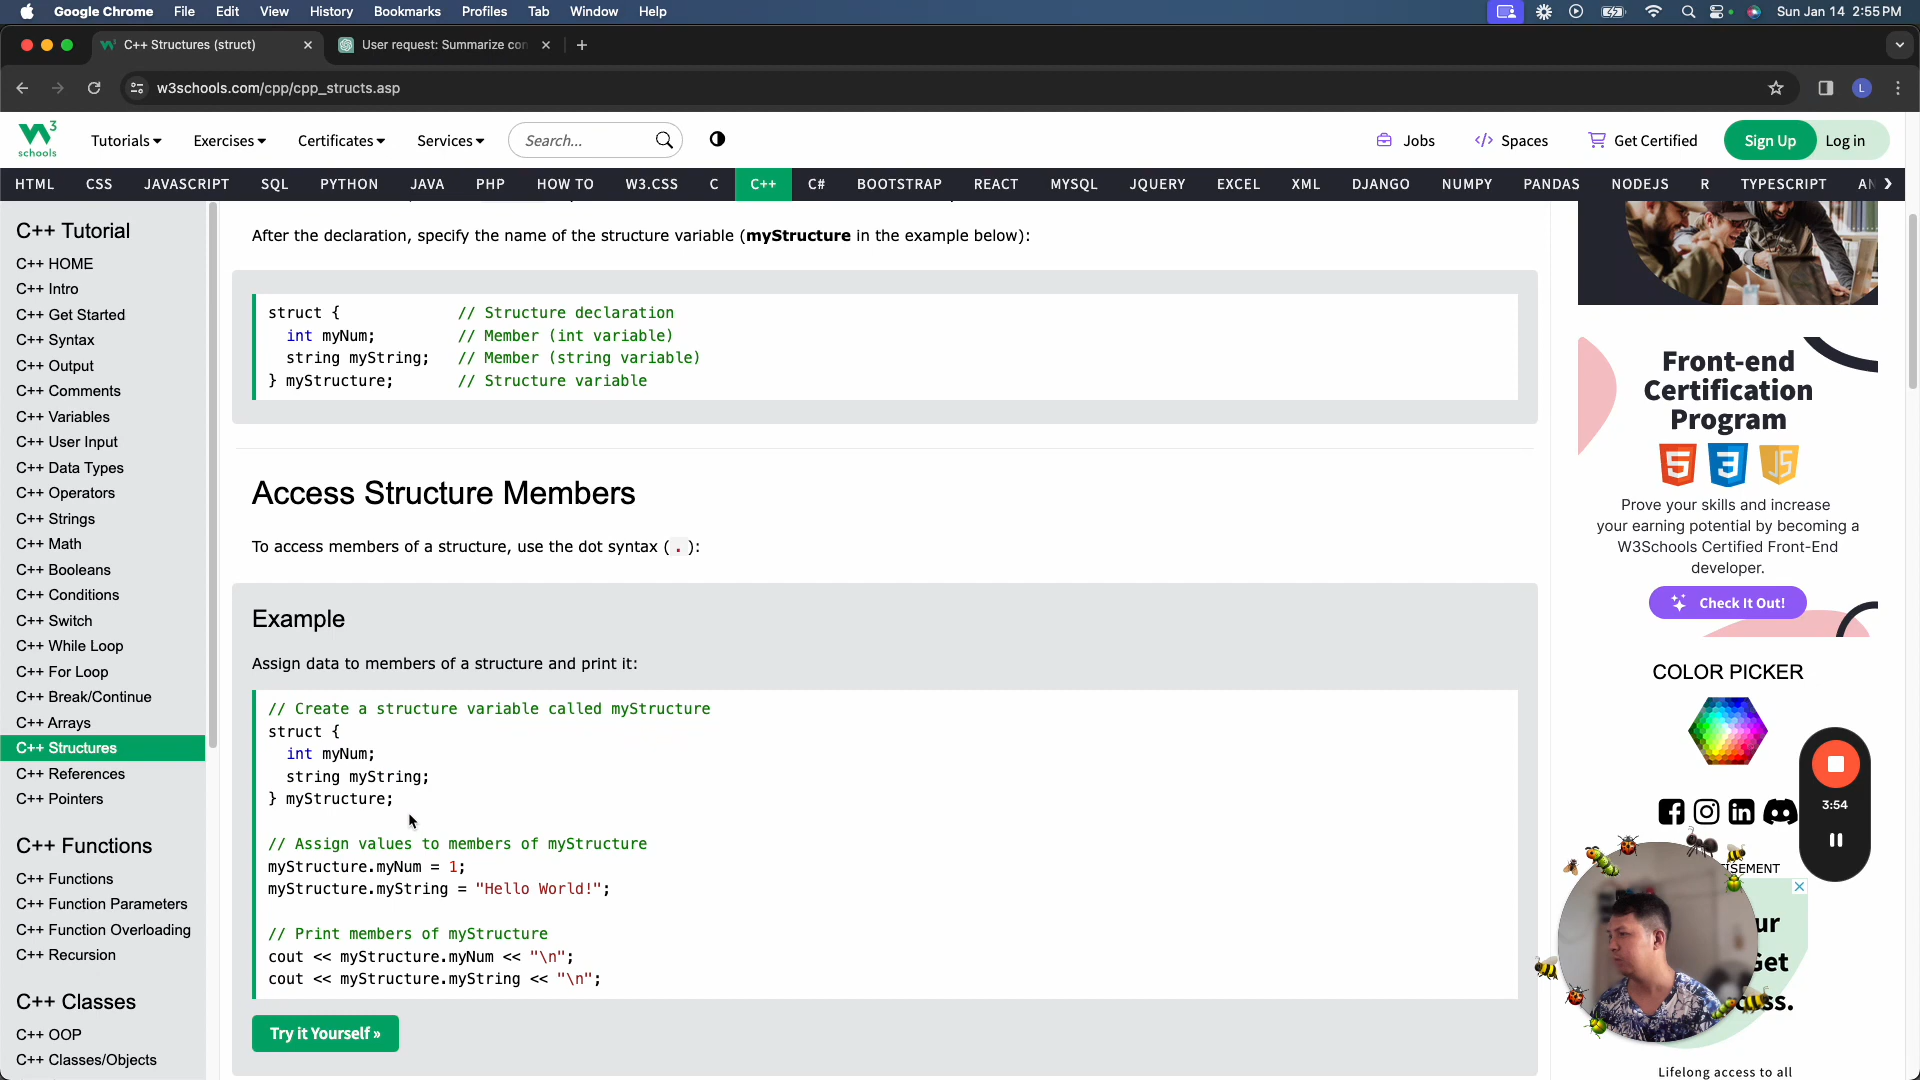 Google Chrome File Edit View History Bookmarks Profiles Tab Window Help Sun Jan 14 2:55 PM
C++ Structures (struct) User request: Summarize con
w3schools.com/cpp/cpp_structs.asp L
W3 schools Tutorials Exercises Certificates Services Search... Jobs Spaces Get Certified Sign Up Log in
HTML CSS JAVASCRIPT SQL PYTHON JAVA PHP HOW TO W3.CSS C C++ C# BOOTSTRAP REACT MYSQL JQUERY EXCEL XML DJANGO NUMPY PANDAS NODEJS R TYPESCRIPT AN
C++ Tutorial
C++ HOME
C++ Intro
C++ Get Started
C++ Syntax
C++ Output
C++ Comments
C++ Variables
C++ User Input
C++ Data Types
C++ Operators
C++ Strings
C++ Math
C++ Booleans
C++ Conditions
C++ Switch
C++ While Loop
C++ For Loop
C++ Break/Continue
C++ Arrays
C++ Structures
C++ References
C++ Pointers
C++ Functions
C++ Functions
C++ Function Parameters
C++ Function Overloading
C++ Recursion
C++ Classes
C++ OOP
C++ Classes/Objects
After the declaration, specify the name of the structure variable (myStructure in the example below):
struct { // Structure declaration
int myNum; // Member (int variable)
string myString; // Member (string variable)
} myStructure; // Structure variable
Access Structure Members
To access members of a structure, use the dot syntax ( . ):
Example
Assign data to members of a structure and print it:
// Create a structure variable called myStructure
struct {
int myNum;
string myString;
} myStructure;
// Assign values to members of myStructure
myStructure.myNum = 1;
myStructure.myString = "Hello World!";
// Print members of myStructure
cout << myStructure.myNum << "\n";
cout << myStructure.myString << "\n";
Try it Yourself »
Front-end
Certification
Program
5 3 JS
Prove your skills and increase
your earning potential by becoming a
W3Schools Certified Front-End
developer.
Check It Out!
COLOR PICKER
3:54
ISEMENT
ur
Get
ss.
Lifelong access to all